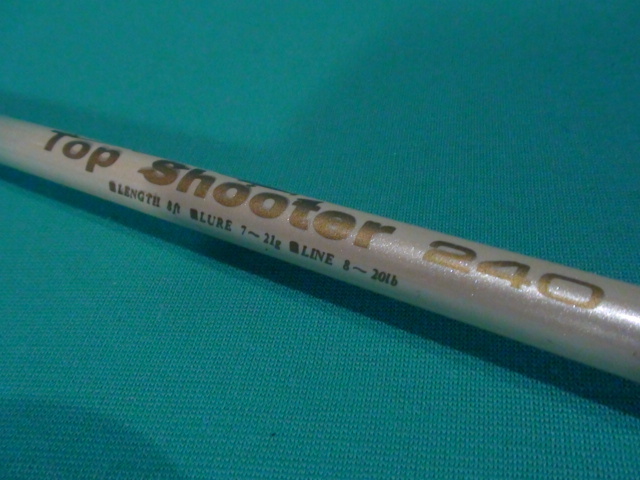 Top Shooter 240
■LENGTH 8ft ■LURE 7～21g ■LINE 8～20lb